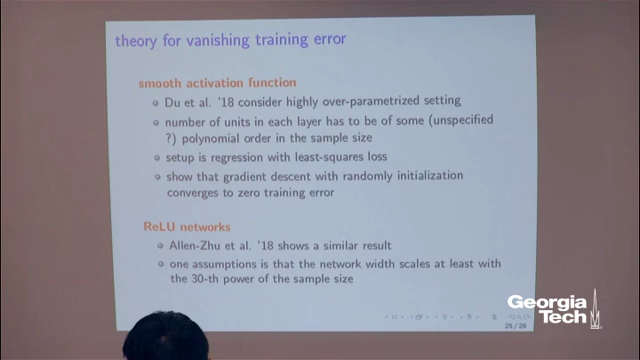 theory for vanishing training error
smooth activation function
Du et al. '18 consider highly over-parametrized setting
number of units in each layer has to be of some (unspecified
?) polynomial order in the sample size
setup is regression with least-squares loss
show that gradient descent with randomly initialization
converges to zero training error
ReLU networks
Allen-Zhu et al. '18 shows a similar result
one assumptions is that the network width scales at least with
the 30-th power of the sample size
Georgia
Tech
25 / 26